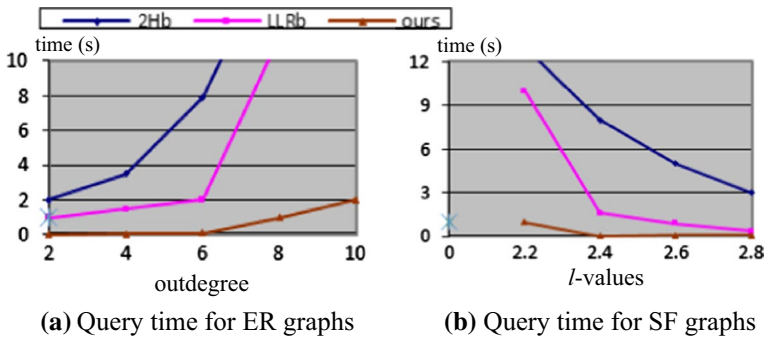 2Hb LLRb ours
time (s)
10
8
6
4
2
0
2 4 6 8 10
outdegree
(a) Query time for ER graphs
time (s)
12
9
6
3
0
0 2.2 2.4 2.6 2.8
l-values
(b) Query time for SF graphs